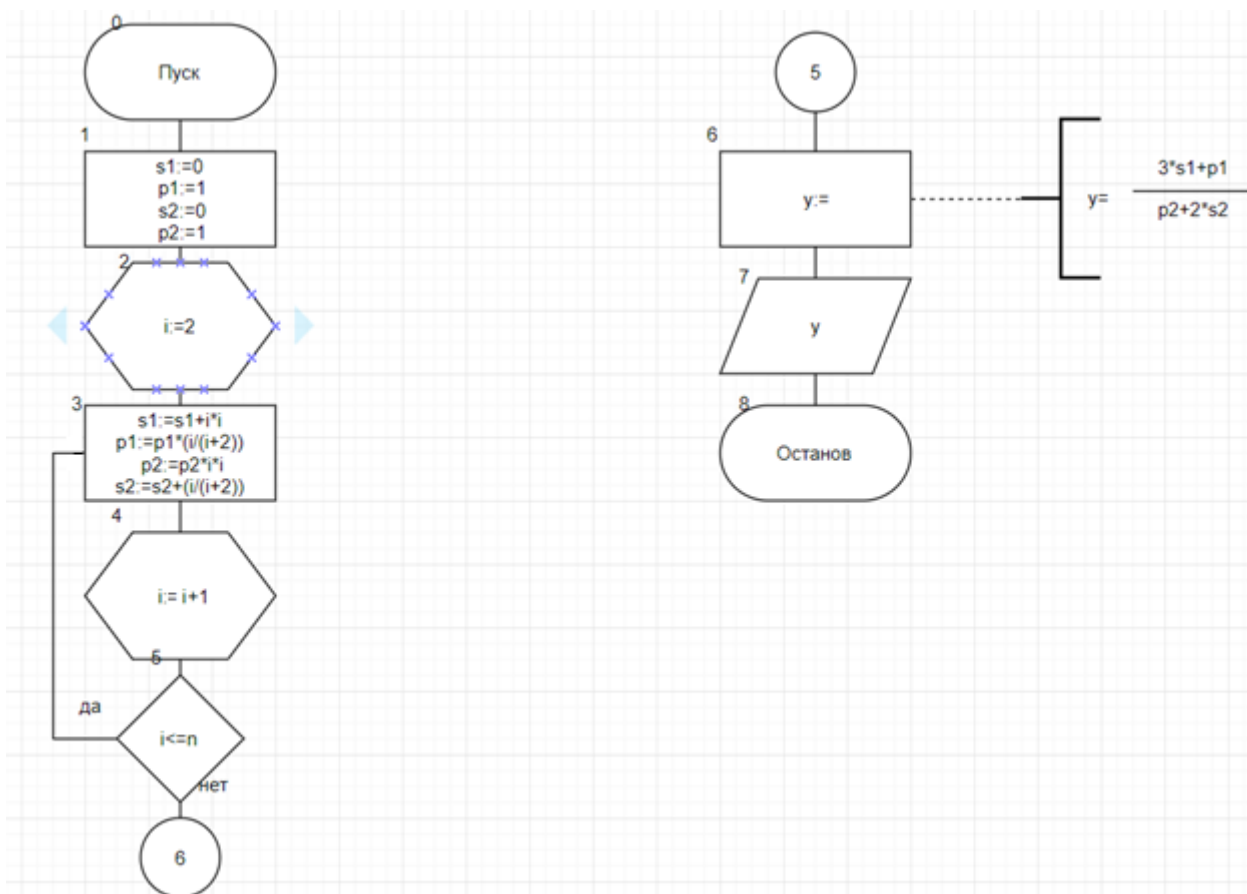 0
Пуск
1
s1:=0
p1:=1
s2:=0
p2:=1
2
i:=2
3
s1:=s1+i*i
p1:=p1*(i/(i+2))
p2:=p2*i*i
s2:=s2+(i/(i+2))
4
i:= i+1
5
да
i<=n
нет
6
5
6
y:=
y=
3*s1+p1
p2+2*s2
7
y
8
Останов